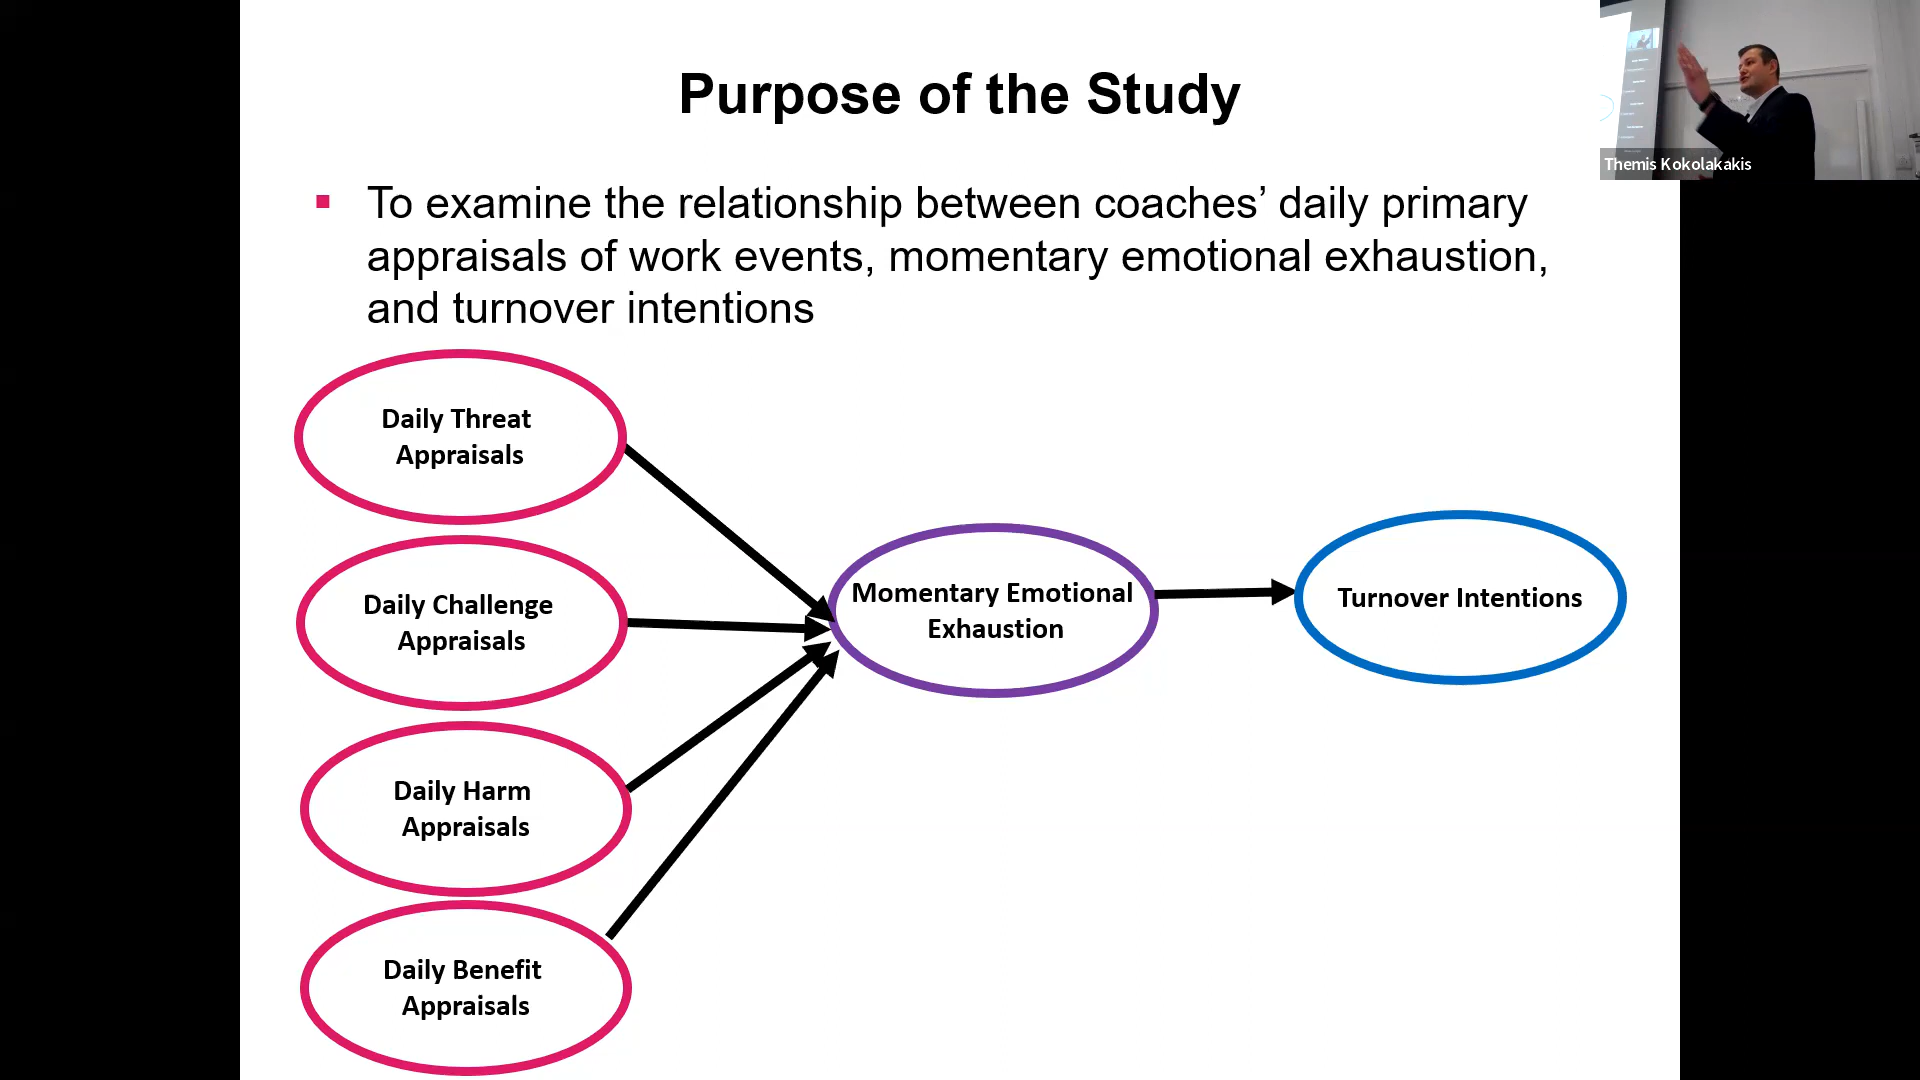 Purpose of the Study
Themis Kokolakakis
▪ To examine the relationship between coaches’ daily primary
appraisals of work events, momentary emotional exhaustion,
and turnover intentions
Daily Threat
Appraisals
Daily Challenge
Appraisals
Daily Harm
Appraisals
Daily Benefit
Appraisals
Momentary Emotional
Exhaustion
Turnover Intentions